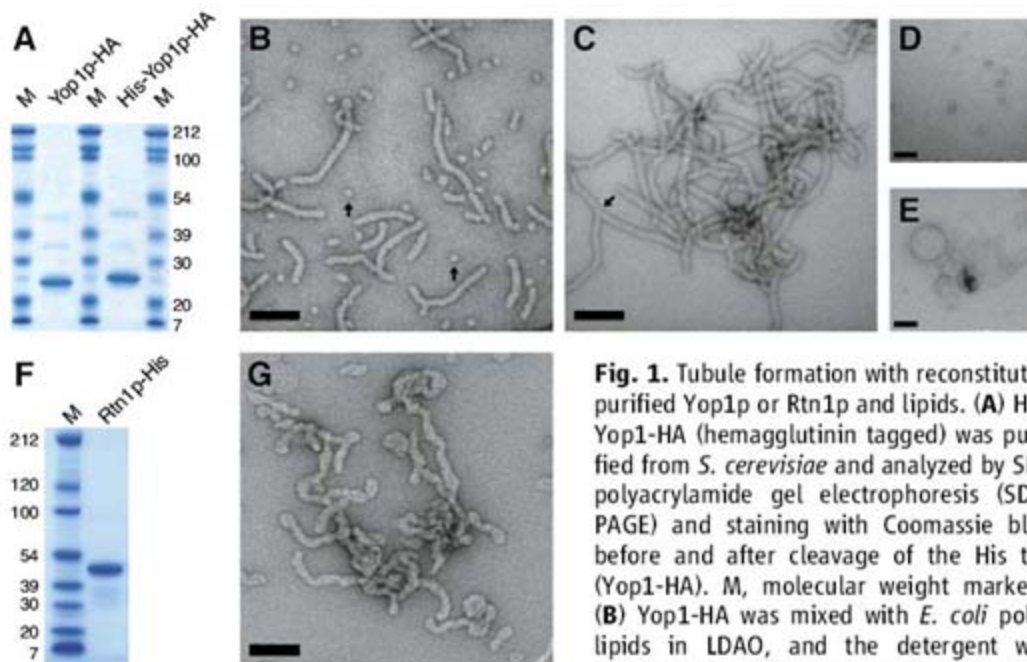 A
M
Yop1p-HA
M
His-Yop1p-HA
M
212
100
54
39
30
20
7
B
C
D
E
F
M
Rtn1p-His
212
120
100
54
39
30
20
7
G
Fig. 1. Tubule formation with reconstitut
purified Yop1p or Rtn1p and lipids. (A) H
Yop1-HA (hemagglutinin tagged) was pu
fied from S. cerevisiae and analyzed by S
polyacrylamide gel electrophoresis (SD
PAGE) and staining with Coomassie bl
before and after cleavage of the His t
(Yop1-HA). M, molecular weight marke
(B) Yop1-HA was mixed with E. coli pol
lipids in LDAO, and the detergent w